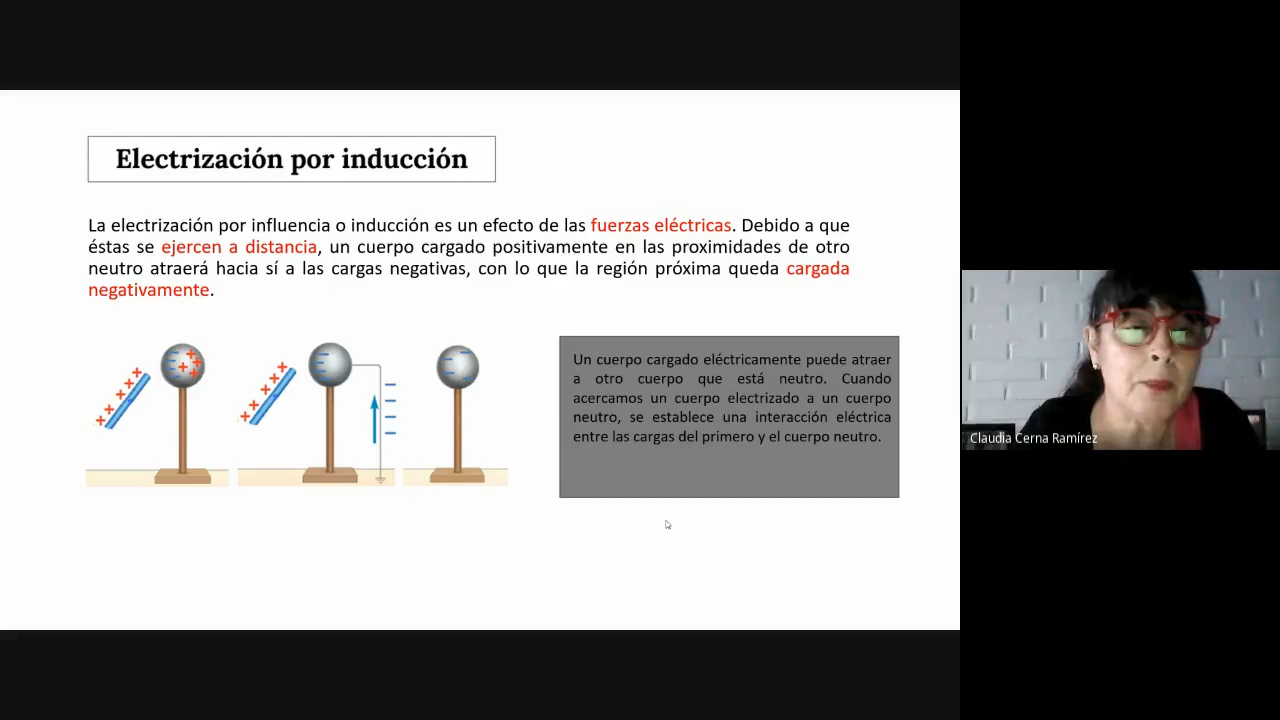 Electrización por inducción
La electrización por influencia o inducción es un efecto de las fuerzas eléctricas. Debido a que
éstas se ejercen a distancia, un cuerpo cargado positivamente en las proximidades de otro
neutro atraerá hacia sí a las cargas negativas, con lo que la región próxima queda cargada
negativamente.
Un cuerpo cargado eléctricamente puede atraer
a otro cuerpo que está neutro. Cuando
acercamos un cuerpo electrizado a un cuerpo
neutro, se establece una interacción eléctrica
entre las cargas del primero y el cuerpo neutro.
Claudia Cerna Ramírez